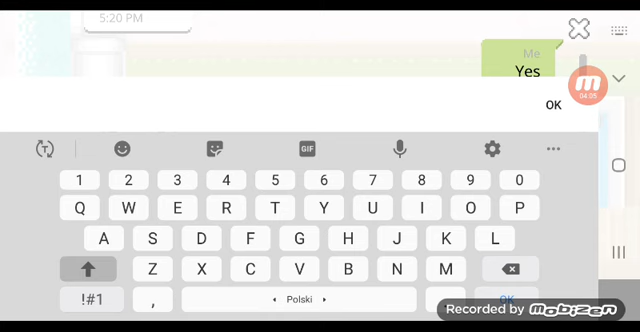 5:20 PM
Me
Yes
04:05
OK
T
GIF
1 2 3 4 5 6 7 8 9 0
Q W E R T Y U I O P
A S D F G H J K L
Z X C V B N M
!#1 , Polski . OK
Recorded by MOBIZEN